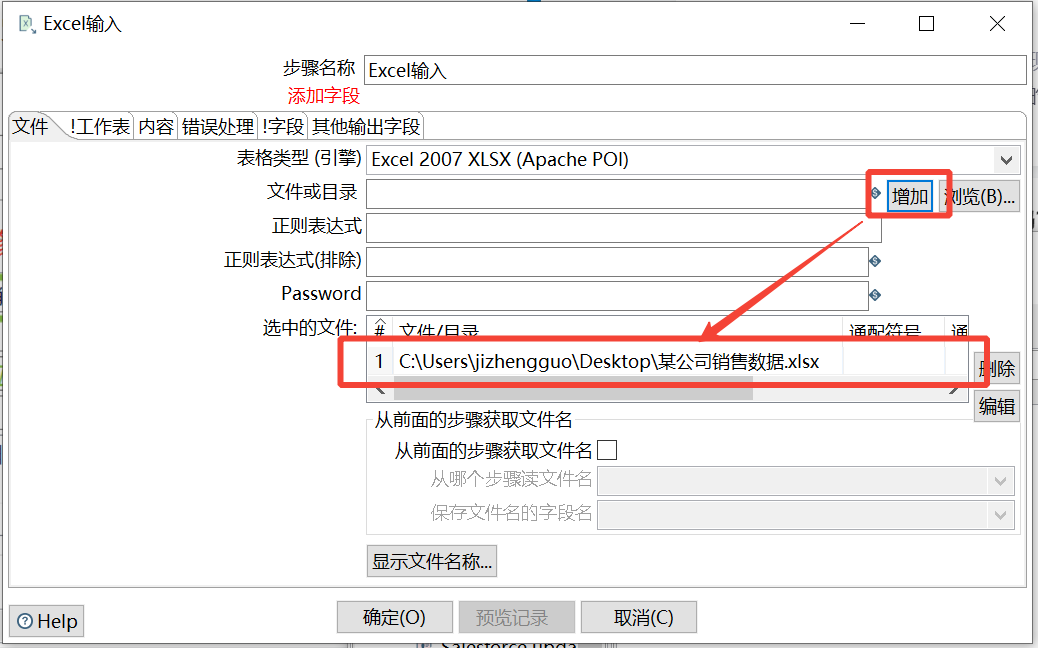 Excel输入
步骤名称 Excel输入
添加字段
文件 !工作表 内容 错误处理 !字段 其他输出字段
表格类型 (引擎) Excel 2007 XLSX (Apache POI)
文件或目录 增加 浏览(B)...
正则表达式
正则表达式(排除)
Password
选中的文件: # 文件/目录 通配符号 通
1 C:\Users\jizhengguo\Desktop\某公司销售数据.xlsx 删除
编辑
从前面的步骤获取文件名
从前面的步骤获取文件名
从哪个步骤读文件名
保存文件名的字段名
显示文件名称...
Help 确定(O) 预览记录 取消(C)